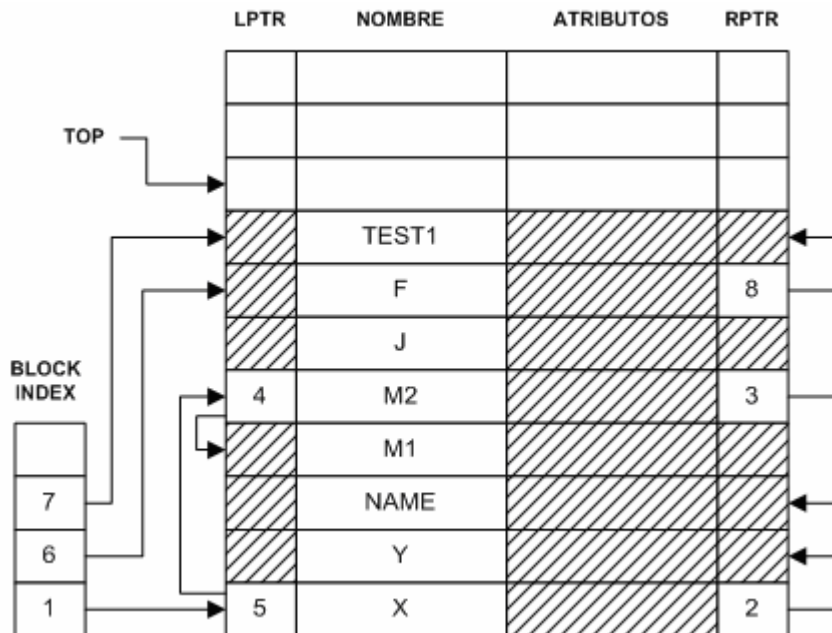 LPTR NOMBRE ATRIBUTOS RPTR
TOP
TEST1
F 8
J
BLOCK
INDEX
4 M2 3
M1
7 NAME
6 Y
1 5 X 2